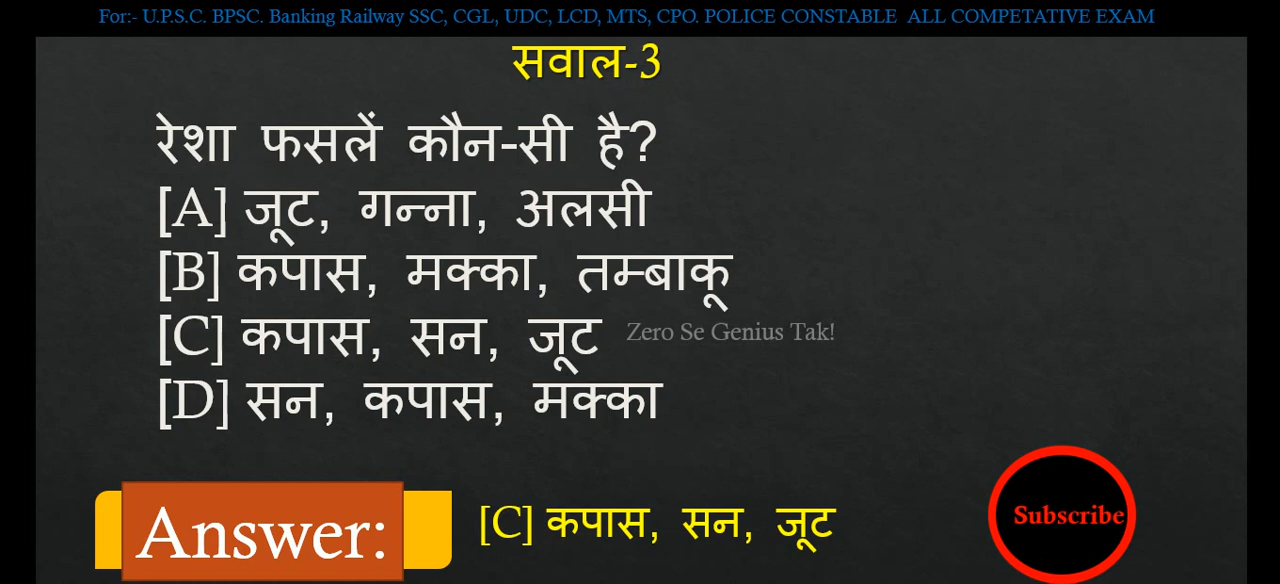 For:- U.P.S.C. BPSC. Banking Railway SSC, CGL, UDC, LCD, MTS, CPO. POLICE CONSTABLE ALL COMPETATIVE EXAM
सवाल-3
रेशा फसलें कौन-सी है?
[A] जूट, गन्ना, अलसी
[B] कपास, मक्का, तम्बाकू
[C] कपास, सन, जूट
Zero Se Genius Tak!
[D] सन, कपास, मक्का
Answer:
[C] कपास, सन, जूट
Subscribe